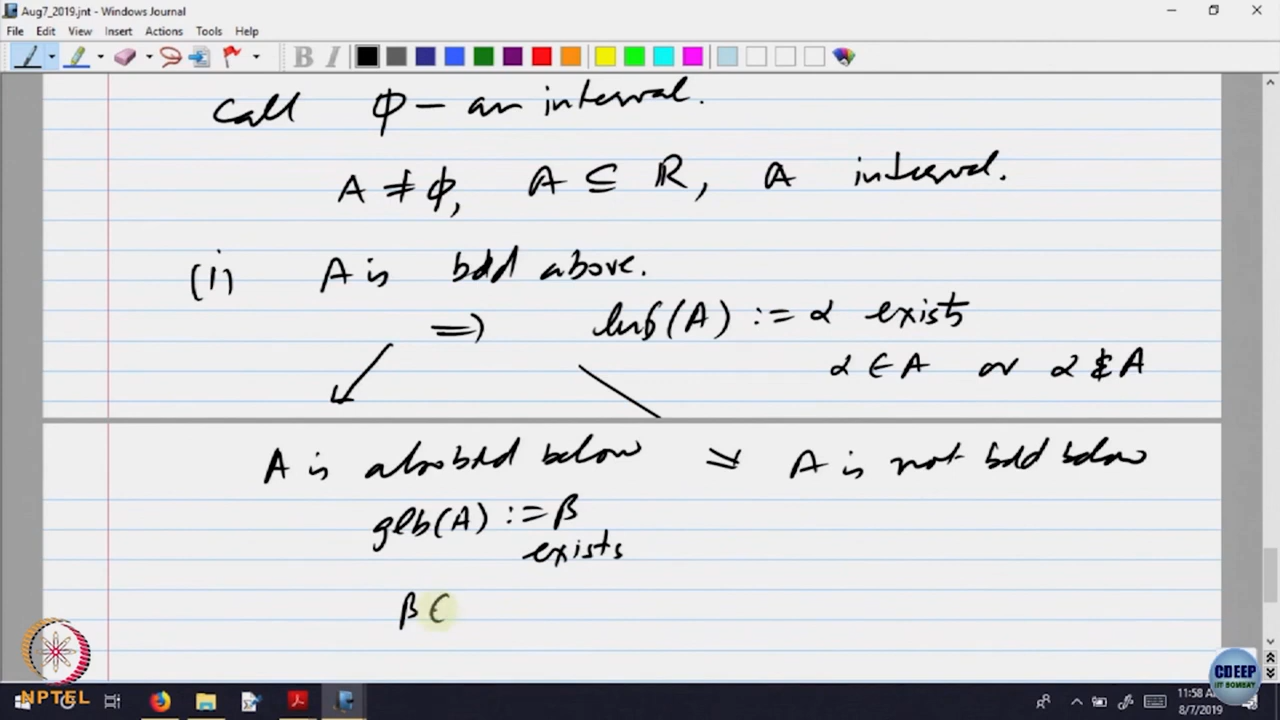 Aug7_2019.jnt - Windows Journal
File Edit View Insert Actions Tools Help
Call ϕ – an interval.
A ≠ ϕ, A ⊆ ℝ, A interval.
(i) A is bdd above.
⇒ lub(A) := α exists
α ∈ A or α ∉ A
A is also bdd below A is not bdd below
glb(A) := β
exists
β ∈
NPTEL
CDEEP
IIT BOMBAY
11:58
8/7/2019